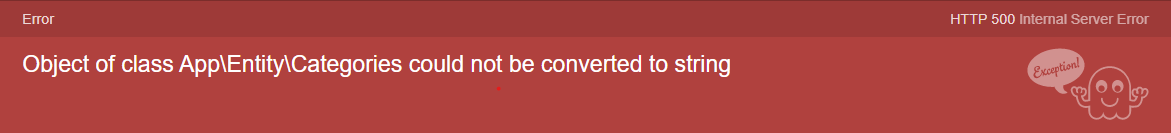 Error HTTP 500 Internal Server Error
Object of class App\Entity\Categories could not be converted to string
Exception!